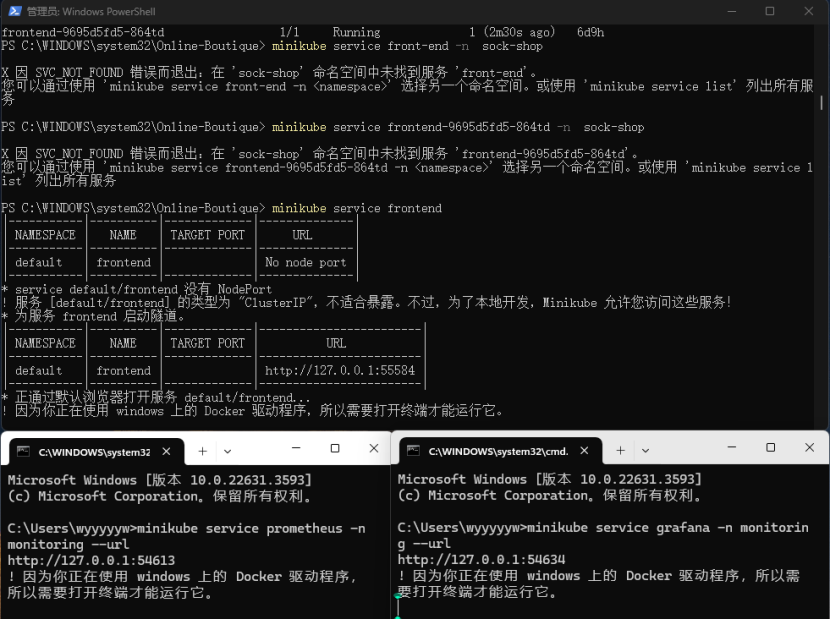 管理员: Windows PowerShell
frontend-9695d5fd5-864td 1/1 Running 1 (2m30s ago) 6d9h
PS C:\WINDOWS\system32\Online-Boutique> minikube service front-end -n sock-shop
X 因 SVC_NOT_FOUND 错误而退出：在 'sock-shop' 命名空间中未找到服务 'front-end'。
您可以通过使用 'minikube service front-end -n <namespace>' 选择另一个命名空间。或使用 'minikube service list' 列出所有服
务
PS C:\WINDOWS\system32\Online-Boutique> minikube service frontend-9695d5fd5-864td -n sock-shop
X 因 SVC_NOT_FOUND 错误而退出：在 'sock-shop' 命名空间中未找到服务 'frontend-9695d5fd5-864td'。
您可以通过使用 'minikube service frontend-9695d5fd5-864td -n <namespace>' 选择另一个命名空间。或使用 'minikube service l
ist' 列出所有服务
PS C:\WINDOWS\system32\Online-Boutique> minikube service frontend
|-----------|----------|-------------|--------------|
| NAMESPACE | NAME | TARGET PORT | URL |
|-----------|----------|-------------|--------------|
| default | frontend | | No node port |
|-----------|----------|-------------|--------------|
* service default/frontend 没有 NodePort
! 服务 [default/frontend] 的类型为 "ClusterIP"，不适合暴露。不过，为了本地开发，Minikube 允许您访问这些服务！
* 为服务 frontend 启动隧道。
|-----------|----------|-------------|------------------------|
| NAMESPACE | NAME | TARGET PORT | URL |
|-----------|----------|-------------|------------------------|
| default | frontend | | http://127.0.0.1:55584 |
|-----------|----------|-------------|------------------------|
* 正通过默认浏览器打开服务 default/frontend...
! 因为你正在使用 windows 上的 Docker 驱动程序，所以需要打开终端才能运行它。
C:\WINDOWS\system32
Microsoft Windows [版本 10.0.22631.3593]
(c) Microsoft Corporation。保留所有权利。
C:\Users\wyyyyyw>minikube service prometheus -n
monitoring --url
http://127.0.0.1:54613
! 因为你正在使用 windows 上的 Docker 驱动程序，
所以需要打开终端才能运行它。
C:\WINDOWS\system32\cmd.
Microsoft Windows [版本 10.0.22631.3593]
(c) Microsoft Corporation。保留所有权利。
C:\Users\wyyyyyw>minikube service grafana -n monitorin
g --url
http://127.0.0.1:54634
! 因为你正在使用 windows 上的 Docker 驱动程序，所以需
要打开终端才能运行它。